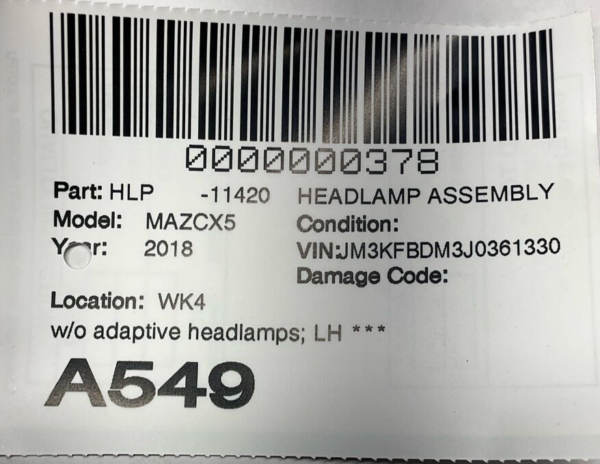 0000000378
Part: HLP -11420 HEADLAMP ASSEMBLY
Model: MAZCX5 Condition:
Year: 2018 VIN:JM3KFBDM3J0361330
Damage Code:
Location: WK4
w/o adaptive headlamps; LH ***
A549